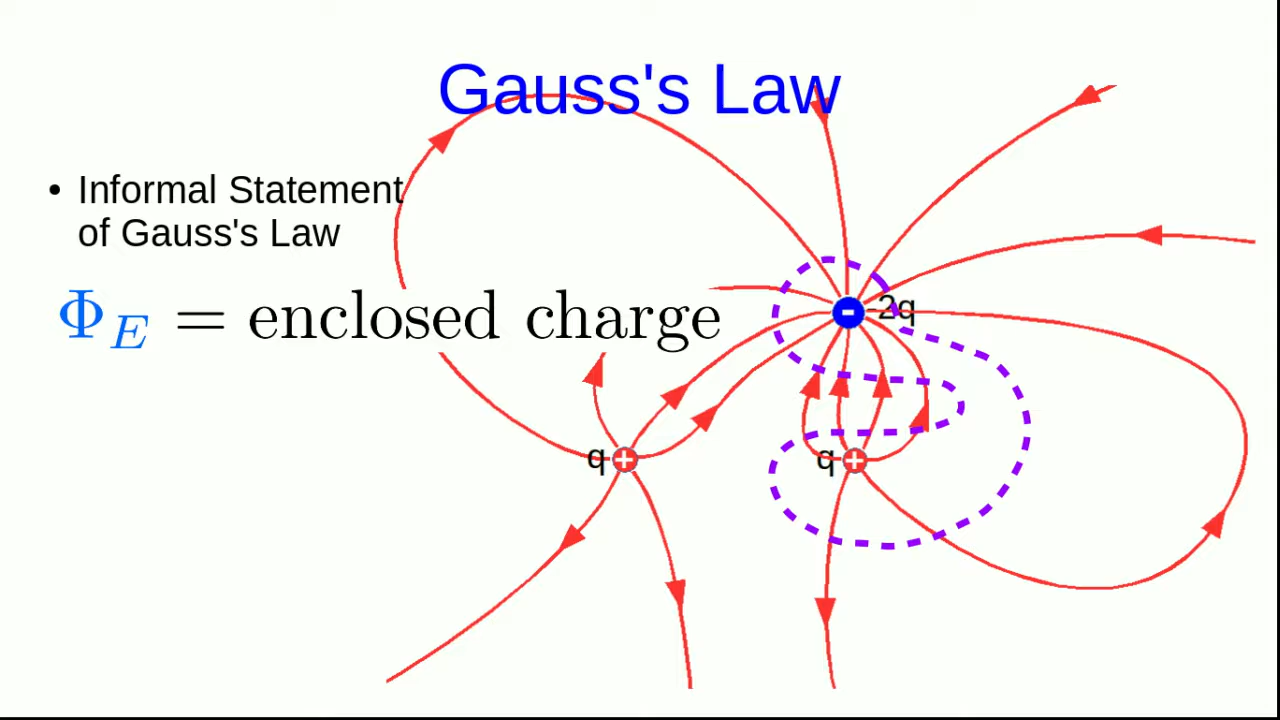 Gauss's Law
• Informal Statement
of Gauss's Law
Φ_E = enclosed charge
-2q
q
q